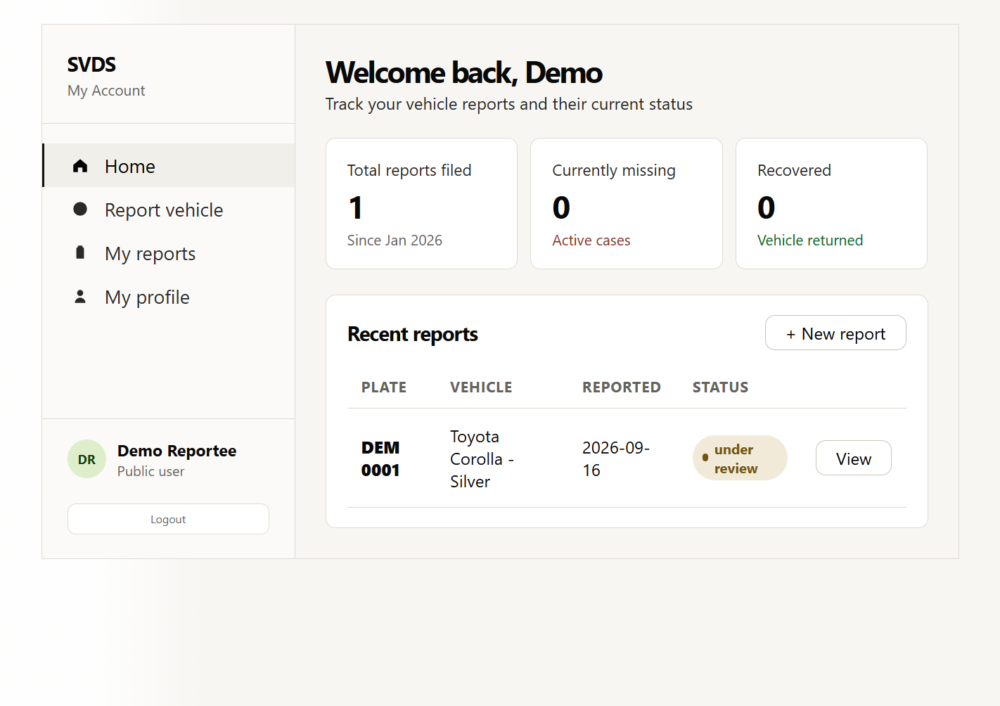 SVDS
My Account
Home
Report vehicle
My reports
My profile
DR
Demo Reportee
Public user
Logout
Welcome back, Demo
Track your vehicle reports and their current status
Total reports filed
1
Since Jan 2026
Currently missing
0
Active cases
Recovered
0
Vehicle returned
Recent reports
+ New report
PLATE VEHICLE REPORTED STATUS
DEM
0001
Toyota
Corolla -
Silver
2026-09-
16
under
review
View